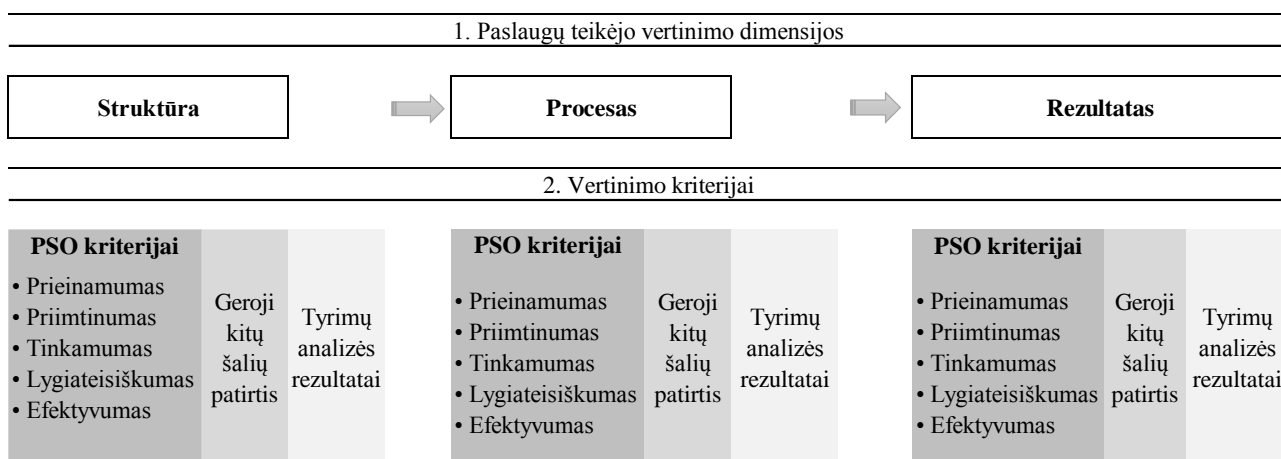 1. Paslaugų teikėjo vertinimo dimensijos
Struktūra
Procesas
Rezultatas
2. Vertinimo kriterijai
PSO kriterijai
• Prieinamumas
• Priimtinumas
• Tinkamumas
• Lygiateisiškumas
• Efektyvumas
Geroji
kitų
šalių
patirtis
Tyrimų
analizės
rezultatai
PSO kriterijai
• Prieinamumas
• Priimtinumas
• Tinkamumas
• Lygiateisiškumas
• Efektyvumas
Geroji
kitų
šalių
patirtis
Tyrimų
analizės
rezultatai
PSO kriterijai
• Prieinamumas
• Priimtinumas
• Tinkamumas
• Lygiateisiškumas
• Efektyvumas
Geroji
kitų
šalių
patirtis
Tyrimų
analizės
rezultatai